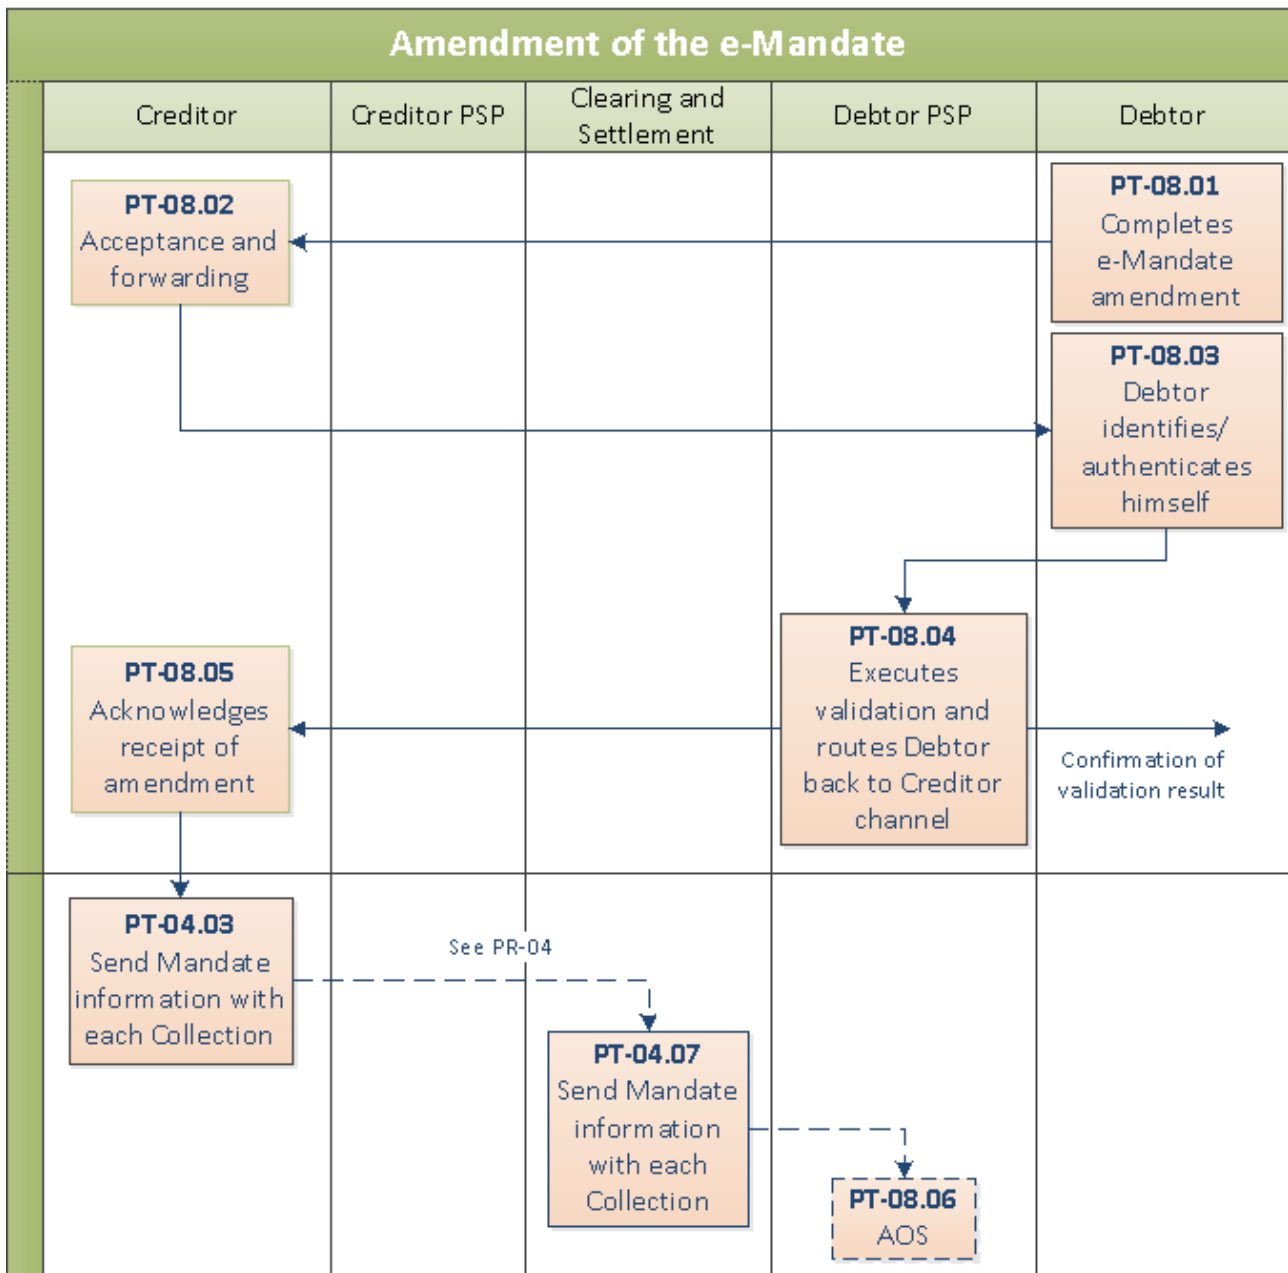 Amendment of the e-Mandate
Creditor
Creditor PSP
Clearing and
Settlement
Debtor PSP
Debtor
PT-08.01
Completes
e-Mandate
amendment
PT-08.02
Acceptance and
forwarding
PT-08.03
Debtor
identifies/
authenticates
himself
PT-08.04
Executes
validation and
routes Debtor
back to Creditor
channel
Confirmation of
validation result
PT-08.05
Acknowledges
receipt of
amendment
PT-04.03
Send Mandate
information with
each Collection
See PR-04
PT-04.07
Send Mandate
information
with each
Collection
PT-08.06
AOS